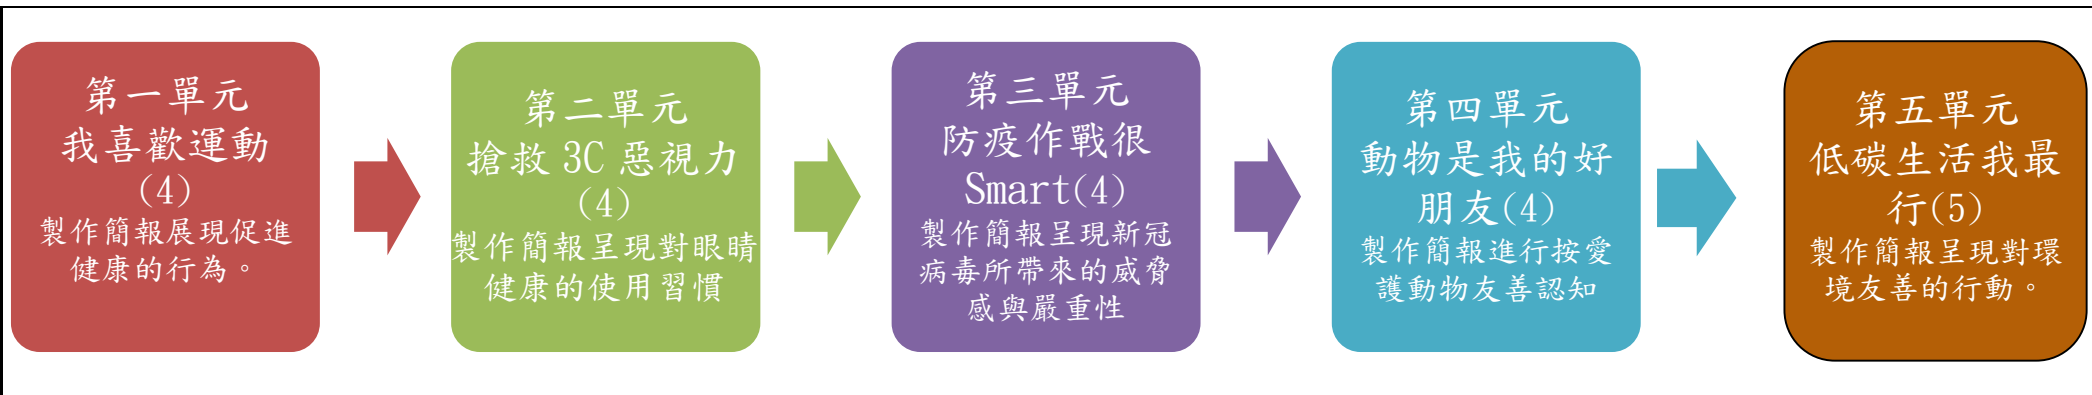 第一單元
我喜歡運動
(4)
製作簡報展現促進
健康的行為。
第二單元
搶救 3C 惡視力
(4)
製作簡報呈現對眼睛
健康的使用習慣
第三單元
防疫作戰很
Smart(4)
製作簡報呈現新冠
病毒所帶來的威脅
感與嚴重性
第四單元
動物是我的好
朋友(4)
製作簡報進行按愛
護動物友善認知
第五單元
低碳生活我最
行(5)
製作簡報呈現對環
境友善的行動。